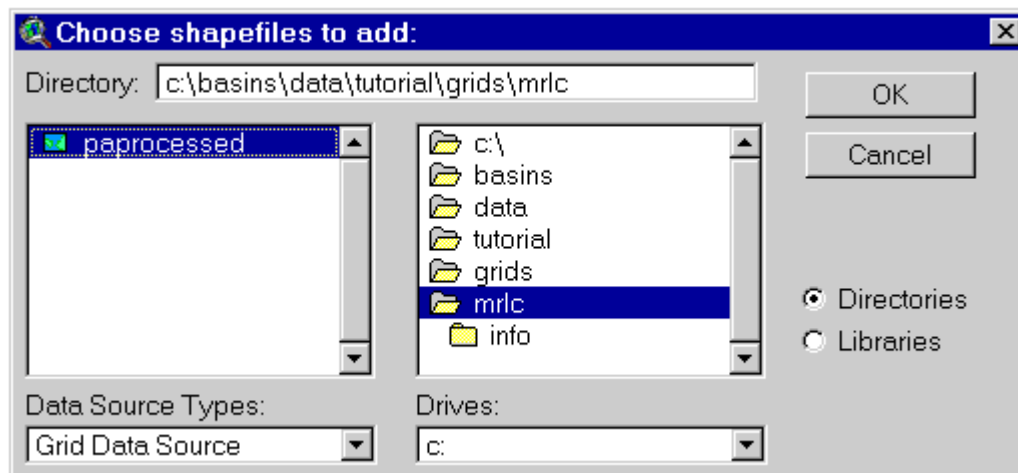 Choose shapefiles to add:
Directory: c:\basins\data\tutorial\grids\mrlc
OK
Cancel
paprocessed
c:\
basins
data
tutorial
grids
mrlc
info
Directories
Libraries
Data Source Types:
Grid Data Source
Drives:
c: